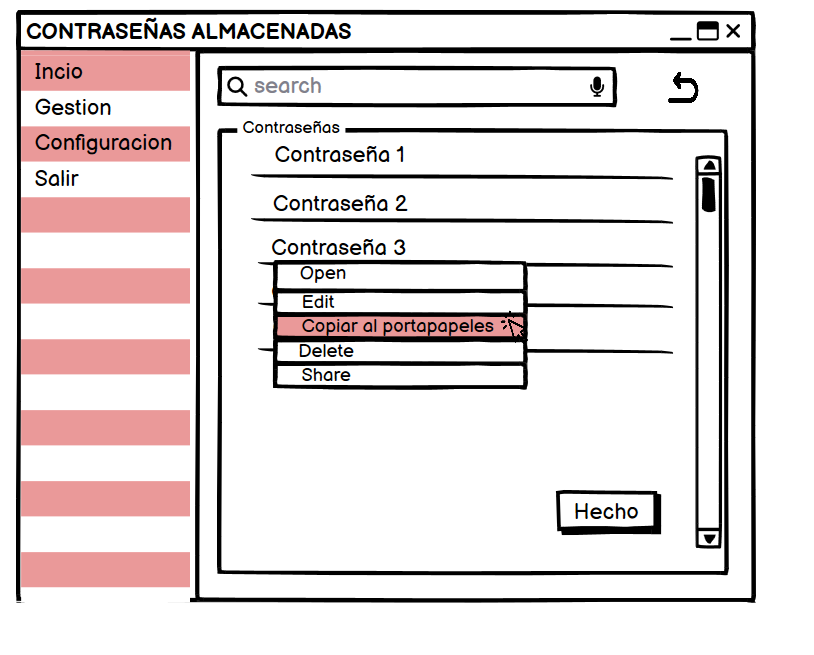 CONTRASEÑAS ALMACENADAS
Incio
Gestion
Configuracion
Salir
search
Contraseñas
Contraseña 1
Contraseña 2
Contraseña 3
Open
Edit
Copiar al portapapeles
Delete
Share
Hecho